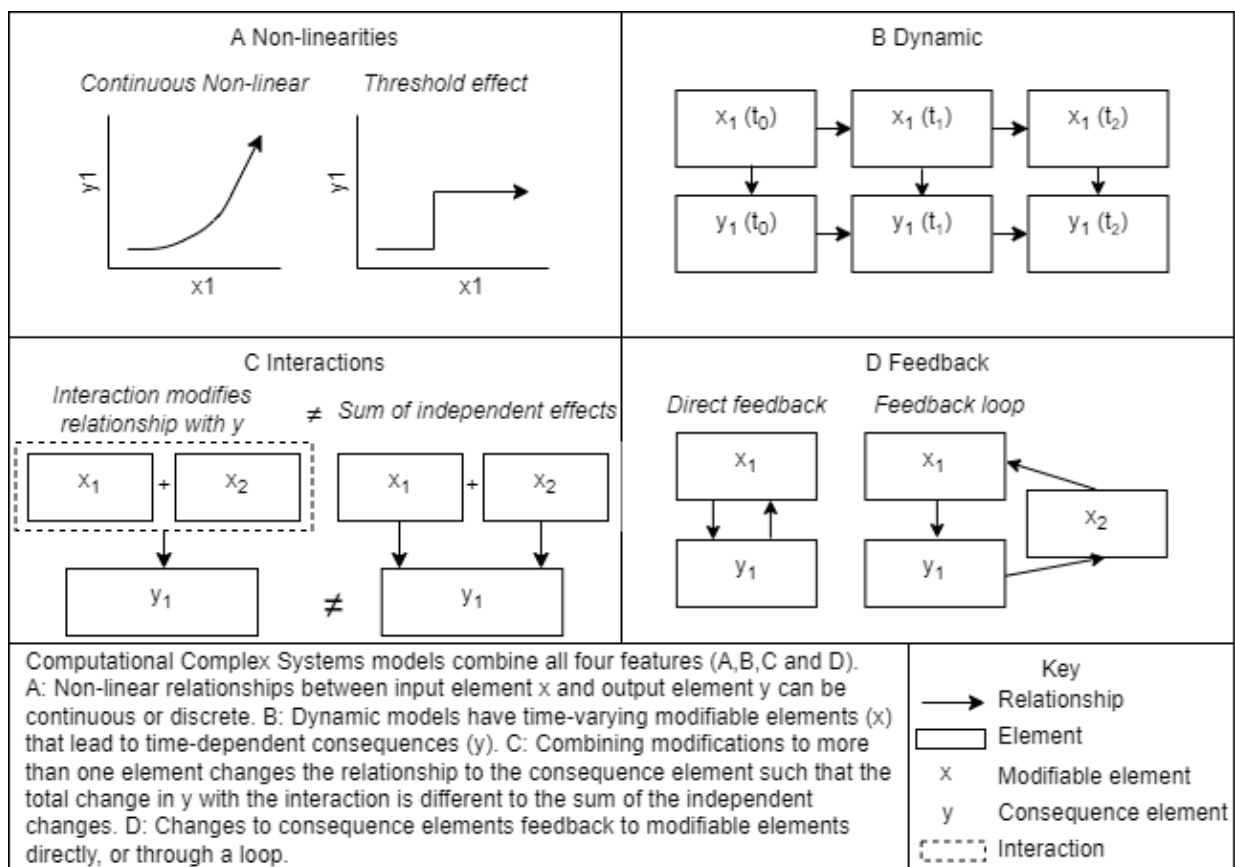 A Non-linearities
Continuous Non-linear
Threshold effect
y1
x1
y1
x1
B Dynamic
x₁ (t₀)
x₁ (t₁)
x₁ (t₂)
y₁ (t₀)
y₁ (t₁)
y₁ (t₂)
C Interactions
Interaction modifies
relationship with y
≠
Sum of independent effects
x₁ + x₂
x₁ + x₂
y₁ ≠ y₁
D Feedback
Direct feedback
Feedback loop
x₁
y₁
x₁
x₂
y₁
Computational Complex Systems models combine all four features (A,B,C and D).
A: Non-linear relationships between input element x and output element y can be
continuous or discrete. B: Dynamic models have time-varying modifiable elements (x)
that lead to time-dependent consequences (y). C: Combining modifications to more
than one element changes the relationship to the consequence element such that the
total change in y with the interaction is different to the sum of the independent
changes. D: Changes to consequence elements feedback to modifiable elements
directly, or through a loop.
Key
Relationship
Element
x Modifiable element
y Consequence element
Interaction